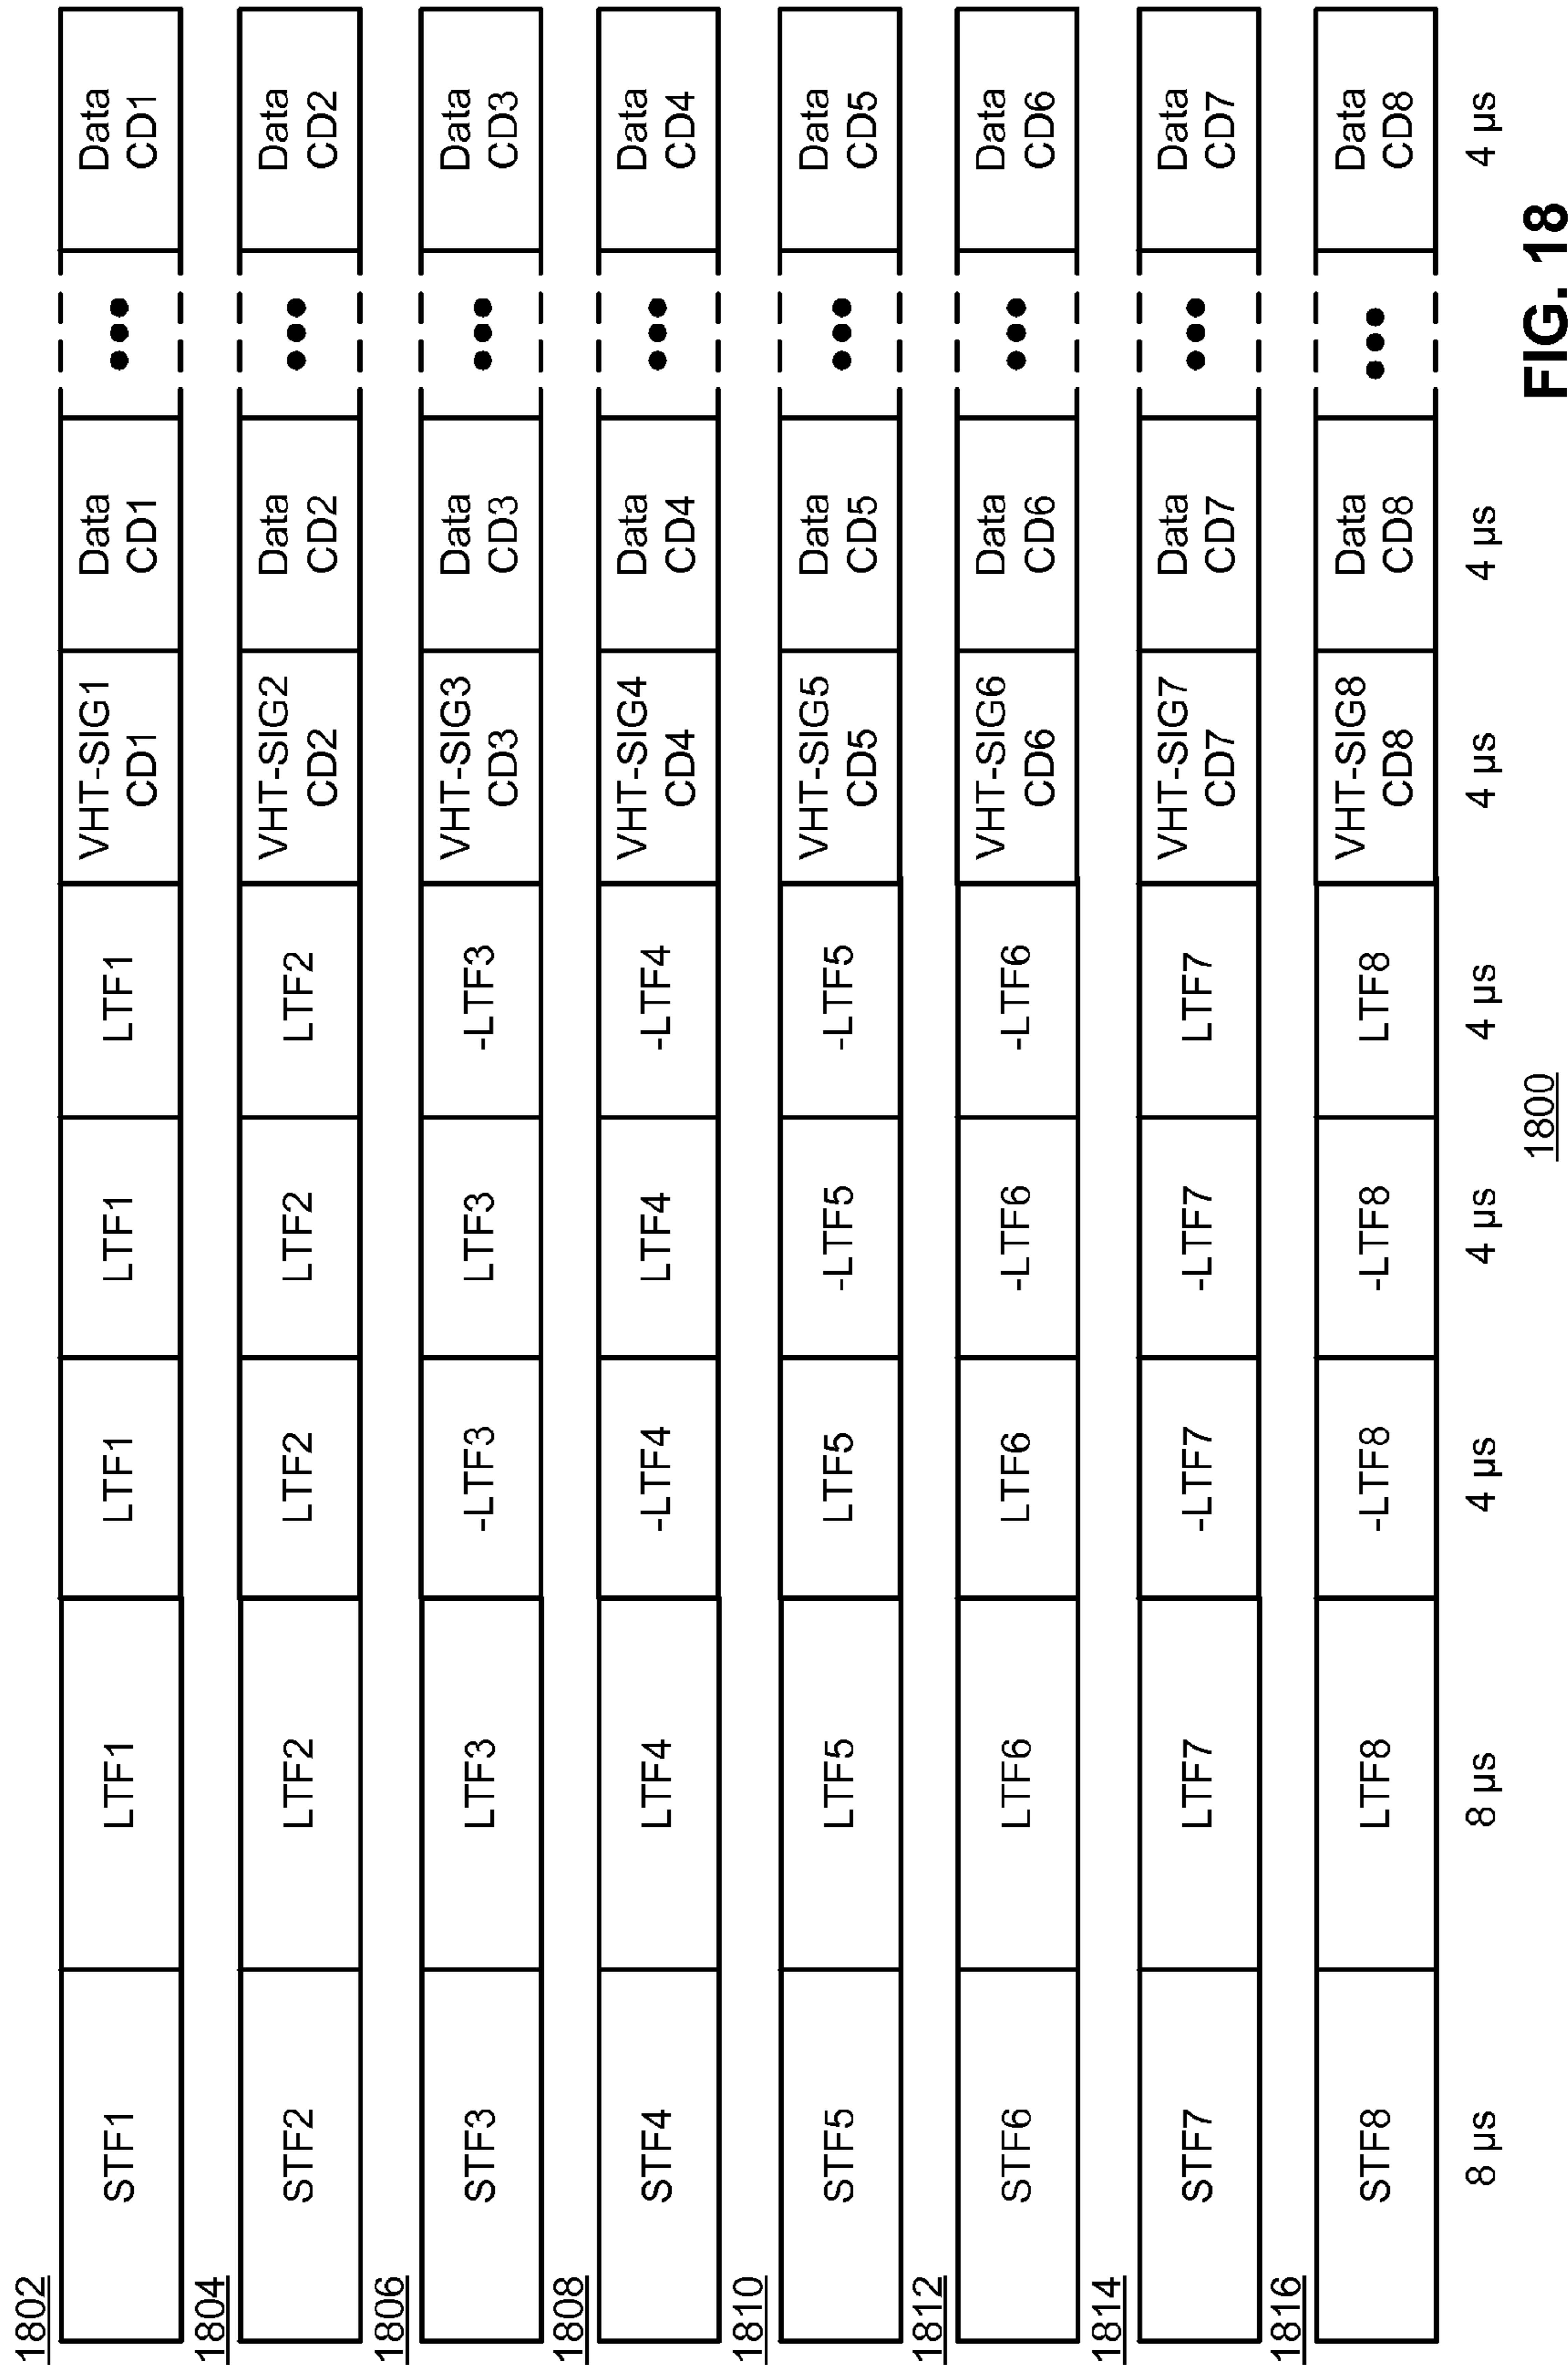 1802
STF1 LTF1 LTF1 LTF1 LTF1 VHT-SIG1 CD1 Data CD1 ●●● Data CD1
1804
STF2 LTF2 LTF2 LTF2 LTF2 VHT-SIG2 CD2 Data CD2 ●●● Data CD2
1806
STF3 LTF3 -LTF3 LTF3 -LTF3 VHT-SIG3 CD3 Data CD3 ●●● Data CD3
1808
STF4 LTF4 -LTF4 LTF4 -LTF4 VHT-SIG4 CD4 Data CD4 ●●● Data CD4
1810
STF5 LTF5 LTF5 -LTF5 -LTF5 VHT-SIG5 CD5 Data CD5 ●●● Data CD5
1812
STF6 LTF6 LTF6 -LTF6 -LTF6 VHT-SIG6 CD6 Data CD6 ●●● Data CD6
1814
STF7 LTF7 -LTF7 -LTF7 LTF7 VHT-SIG7 CD7 Data CD7 ●●● Data CD7
1816
STF8 LTF8 -LTF8 -LTF8 LTF8 VHT-SIG8 CD8 Data CD8 ●●● Data CD8
8 µs 8 µs 4 µs 4 µs 4 µs 4 µs 4 µs 4 µs
1800
FIG. 18